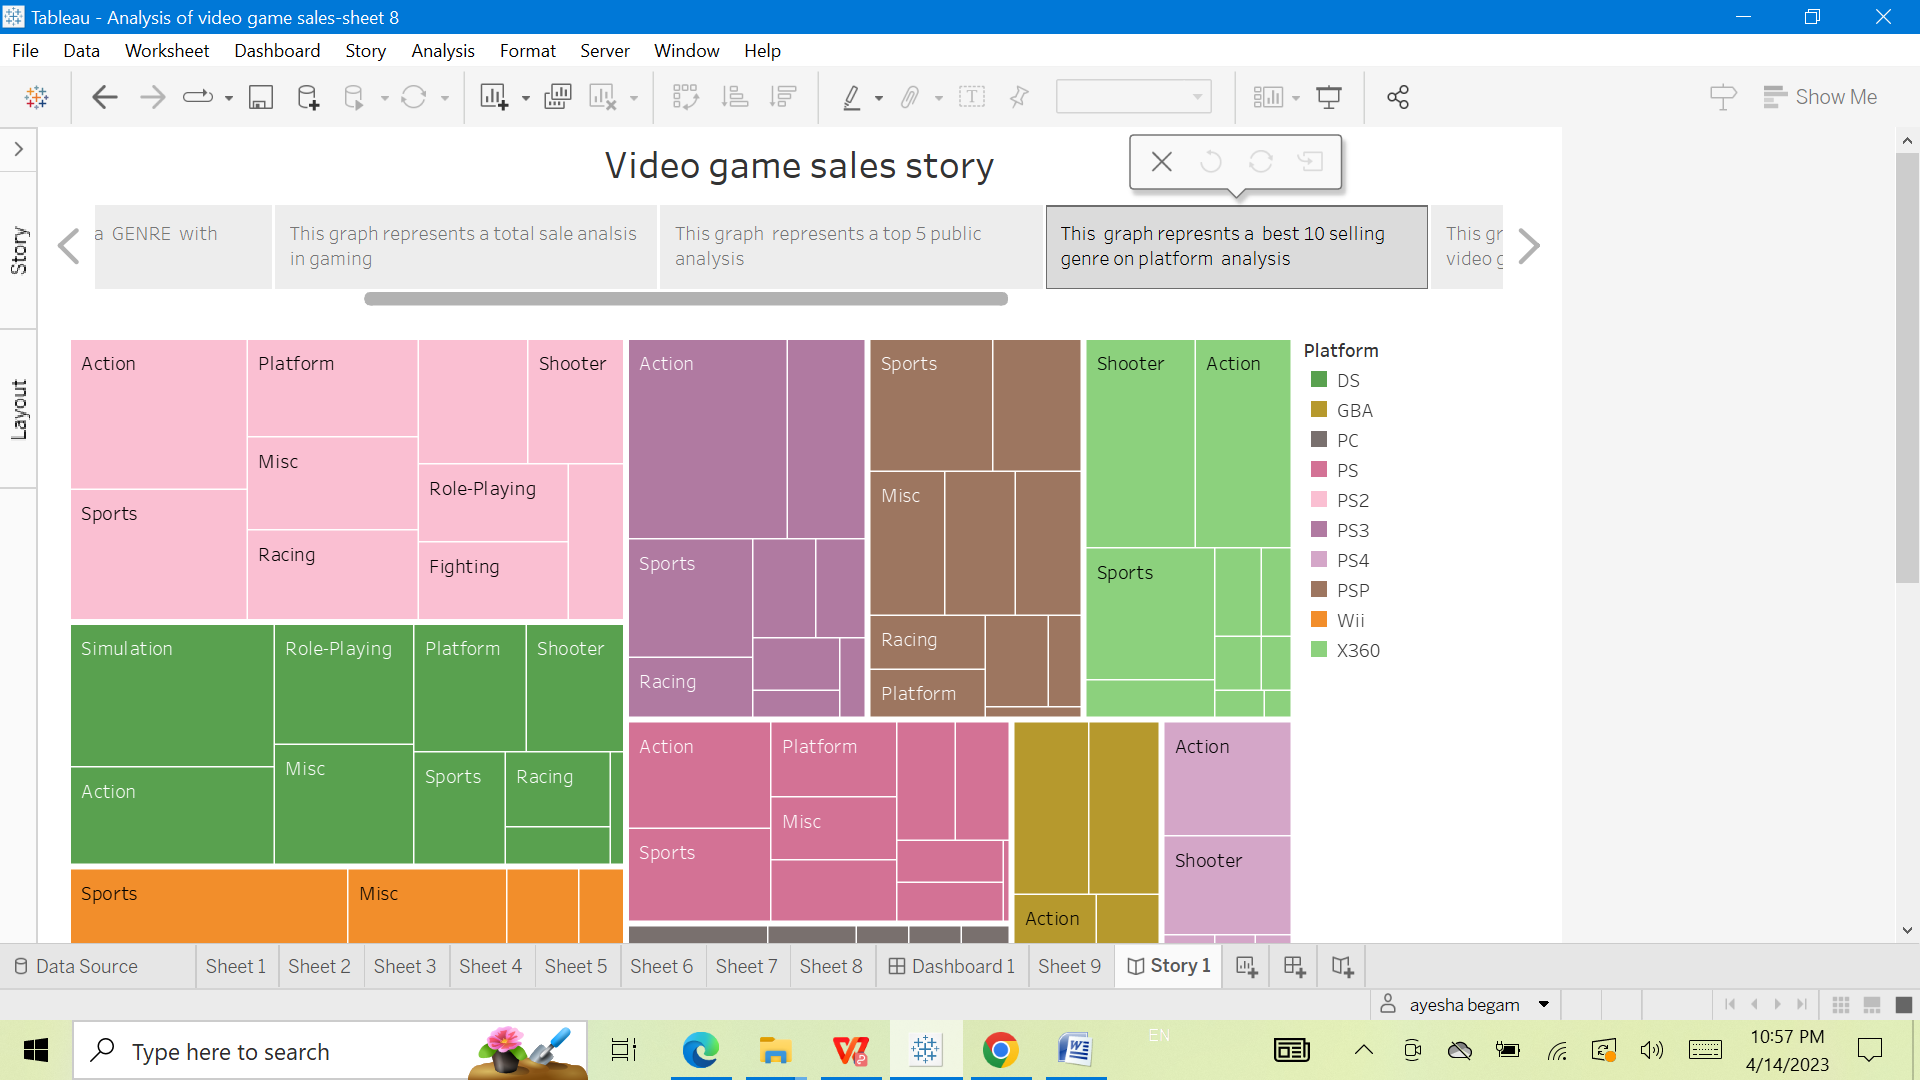 Tableau - Analysis of video game sales-sheet 8
File Data Worksheet Dashboard Story Analysis Format Server Window Help
Show Me
Story
Layout
Video game sales story
a GENRE with
This graph represents a total sale analsis
in gaming
This graph represents a top 5 public
analysis
This graph represnts a best 10 selling
genre on platform analysis
This gr
video g
Action
Platform
Shooter
Misc
Role-Playing
Sports
Racing
Fighting
Simulation
Role-Playing
Platform
Shooter
Action
Misc
Sports
Racing
Sports
Misc
Action
Sports
Racing
Sports
Misc
Racing
Platform
Shooter
Action
Sports
Action
Platform
Misc
Sports
Action
Action
Shooter
Platform
DS
GBA
PC
PS
PS2
PS3
PS4
PSP
Wii
X360
Data Source Sheet 1 Sheet 2 Sheet 3 Sheet 4 Sheet 5 Sheet 6 Sheet 7 Sheet 8 Dashboard 1 Sheet 9 Story 1
ayesha begam
Type here to search
EN
10:57 PM
4/14/2023